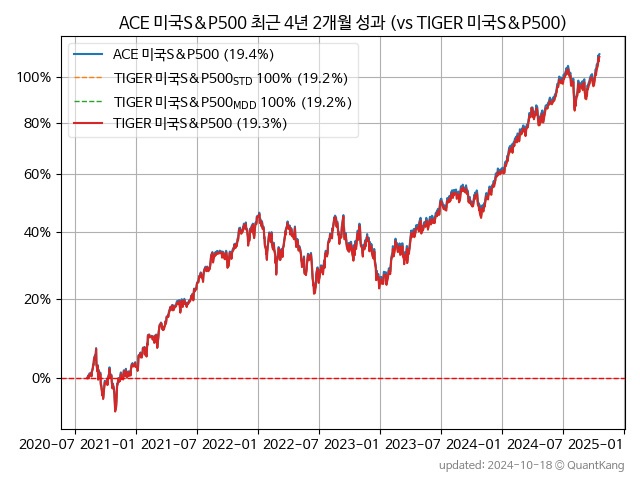 ACE 미국S&P500 최근 4년 2개월 성과 (vs TIGER 미국S&P500)
ACE 미국S&P500 (19.4%)
TIGER 미국S&P500STD 100% (19.2%)
TIGER 미국S&P500MDD 100% (19.2%)
TIGER 미국S&P500 (19.3%)
100%
80%
60%
40%
20%
0%
2020-07 2021-01 2021-07 2022-01 2022-07 2023-01 2023-07 2024-01 2024-07 2025-01
updated: 2024-10-18 © QuantKang